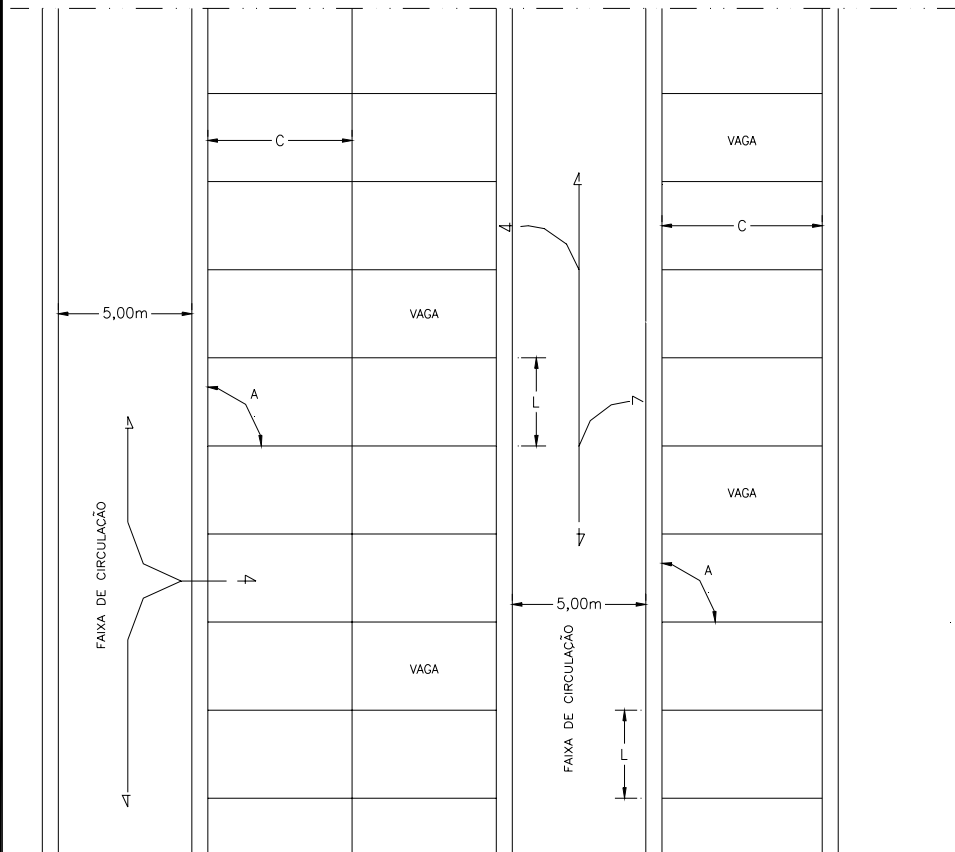 C
VAGA
C
5,00m
VAGA
A
L
VAGA
FAIXA DE CIRCULAÇÃO
A
5,00m
FAIXA DE CIRCULAÇÃO
VAGA
L